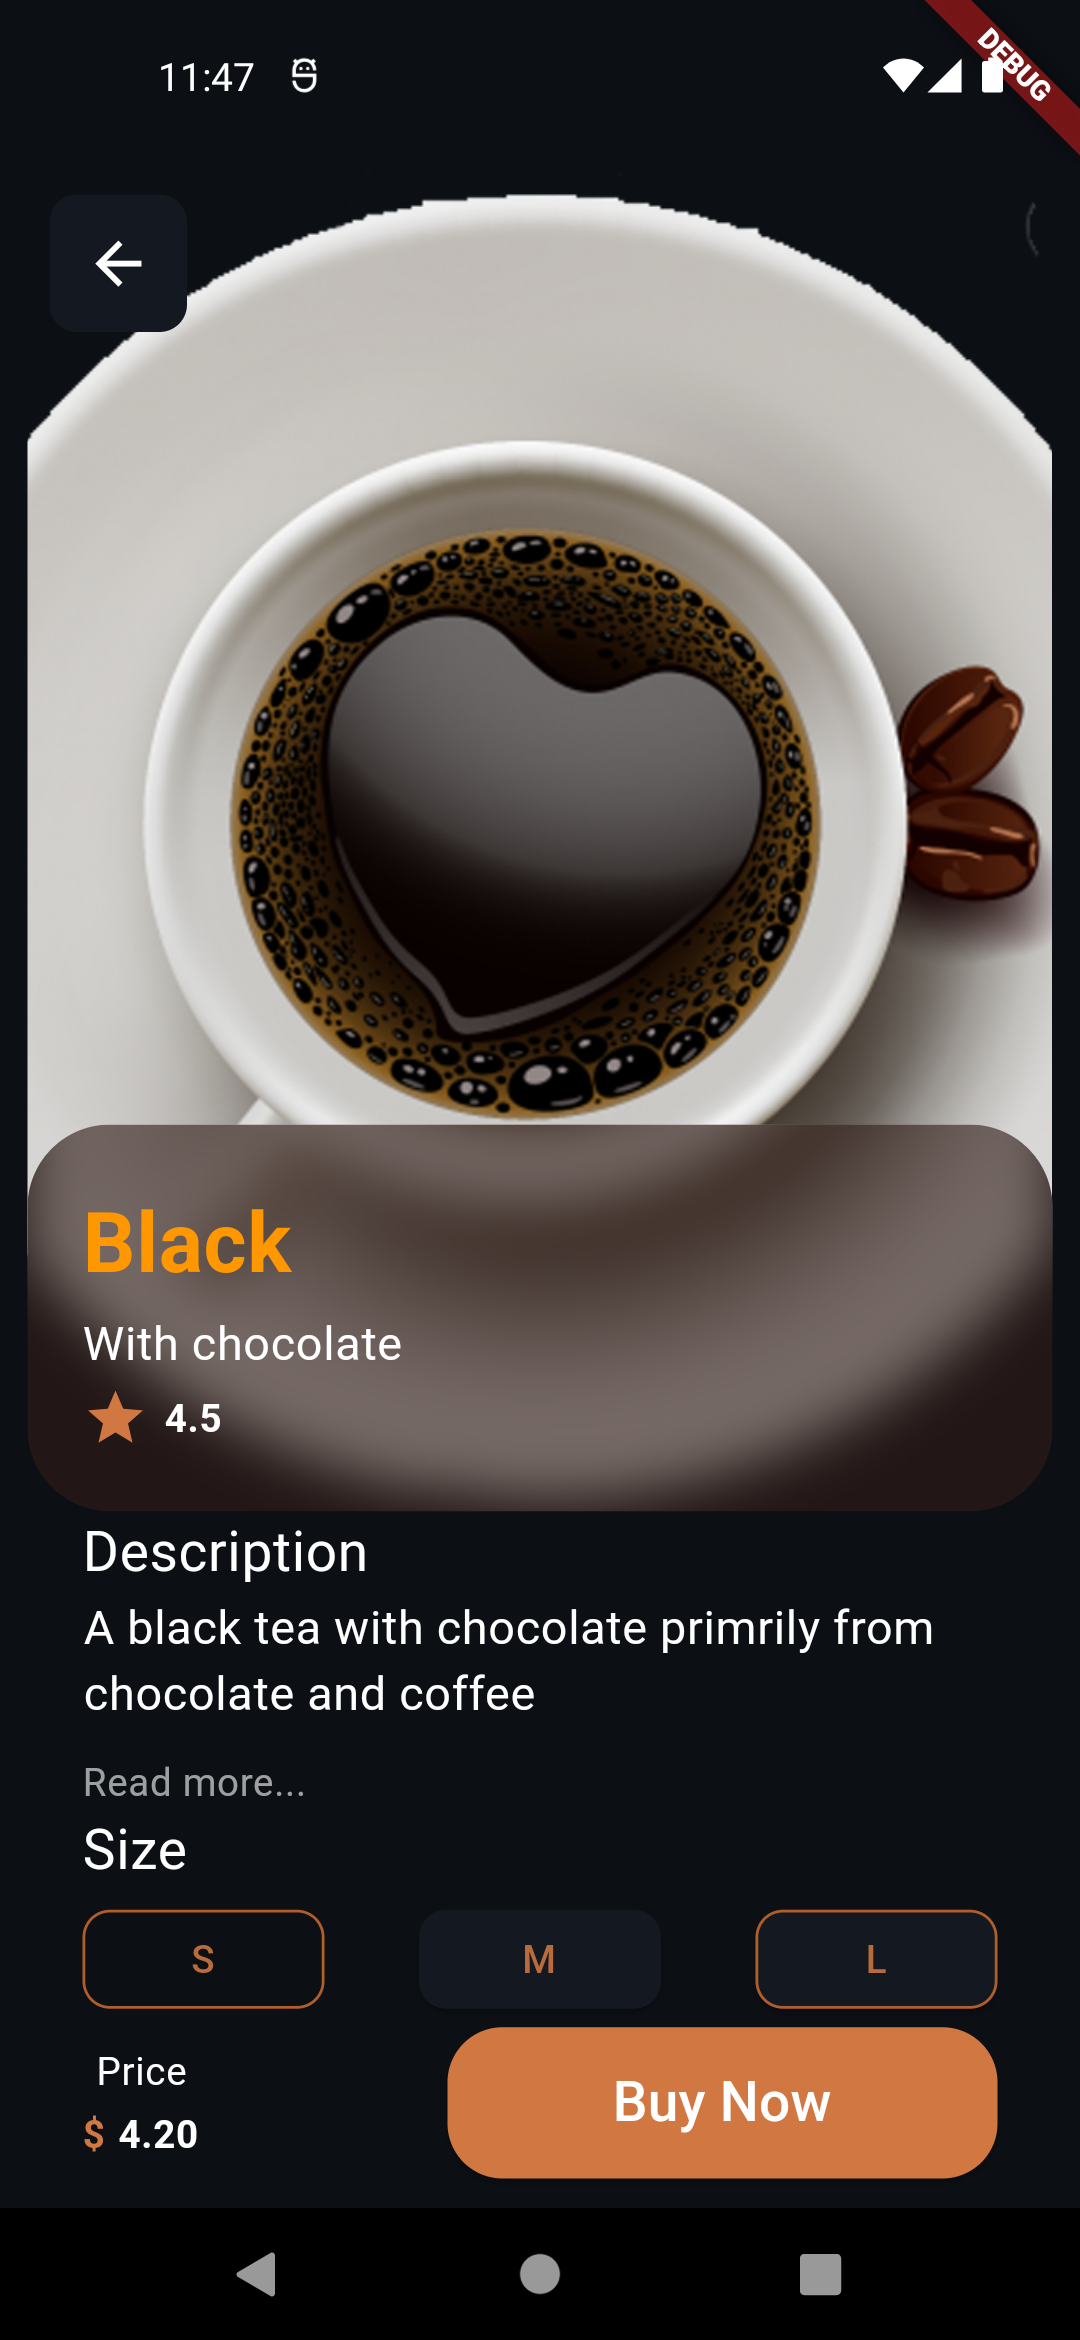 11:47
DEBUG
Black
With chocolate
4.5
Description
A black tea with chocolate primrily from
chocolate and coffee
Read more...
Size
S M L
Price
$ 4.20
Buy Now